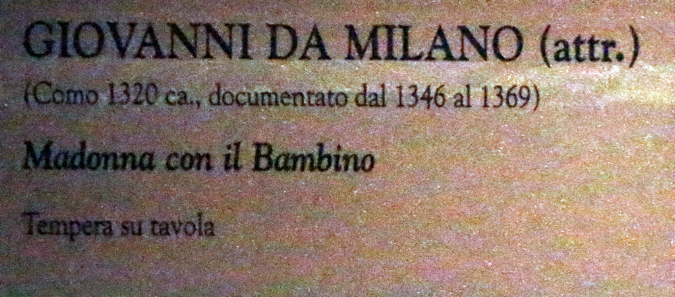 GIOVANNI DA MILANO (attr.)
(Como 1320 ca., documentato dal 1346 al 1369)
Madonna con il Bambino
Tempera su tavola